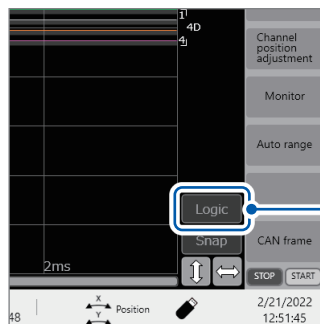 1
4D
4
Channel
position
adjustment
Monitor
Auto range
Logic
Snap
CAN frame
2ms
STOP START
48
X
Y
Position
2/21/2022
12:51:45